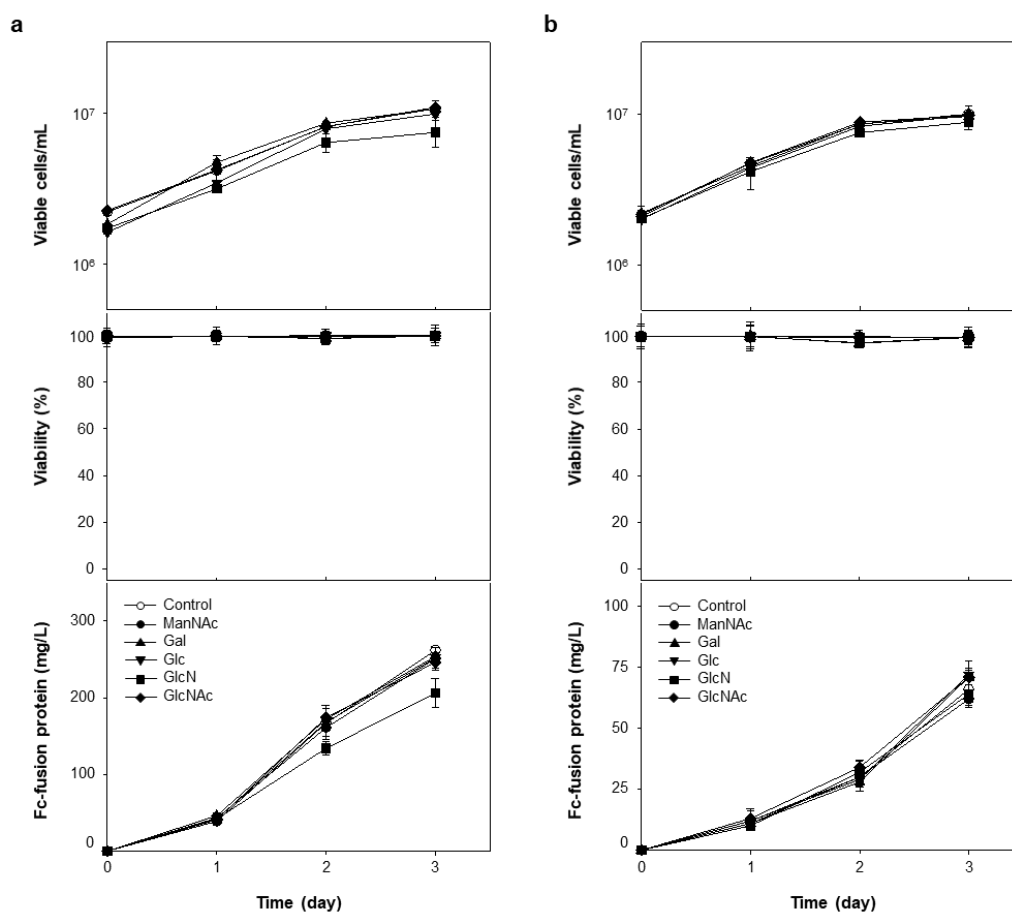 a
Viable cells/mL
10⁷
10⁶
Viability (%)
100
80
60
40
20
0
Fc-fusion protein (mg/L)
300
200
100
0
Control
ManNAc
Gal
Glc
GlcN
GlcNAc
0 1 2 3
Time (day)
b
Viable cells/mL
10⁷
10⁶
Viability (%)
100
80
60
40
20
0
Fc-fusion protein (mg/L)
100
75
50
25
0
Control
ManNAc
Gal
Glc
GlcN
GlcNAc
0 1 2 3
Time (day)